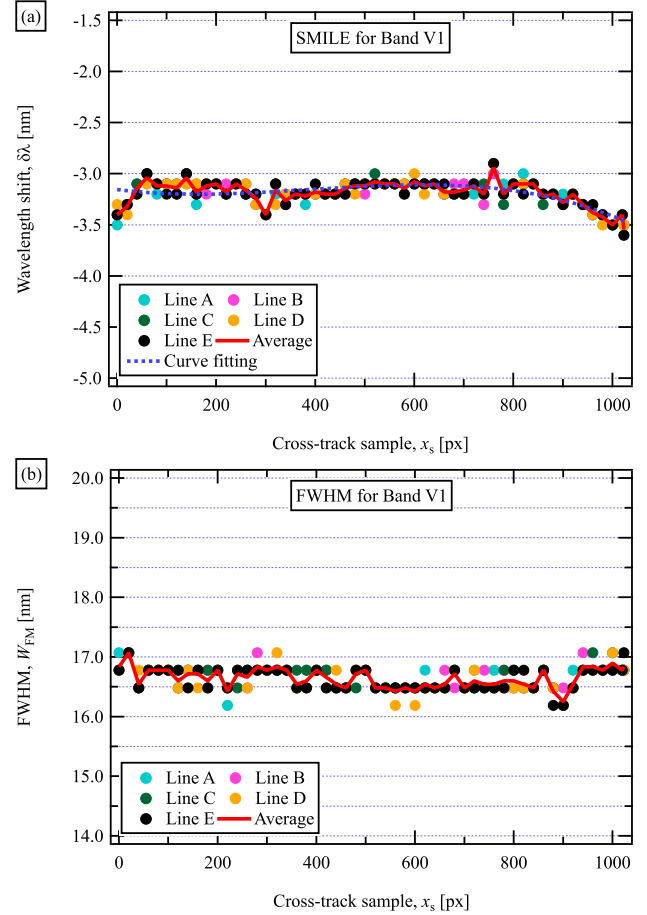 (a)
SMILE for Band V1
-1.5
-2.0
-2.5
-3.0
-3.5
-4.0
-4.5
-5.0
Wavelength shift, δλ [nm]
Line A Line B
Line C Line D
Line E Average
Curve fitting
0 200 400 600 800 1000
Cross-track sample, xs [px]
(b)
FWHM for Band V1
20.0
19.0
18.0
17.0
16.0
15.0
14.0
FWHM, WFM [nm]
Line A Line B
Line C Line D
Line E Average
0 200 400 600 800 1000
Cross-track sample, xs [px]